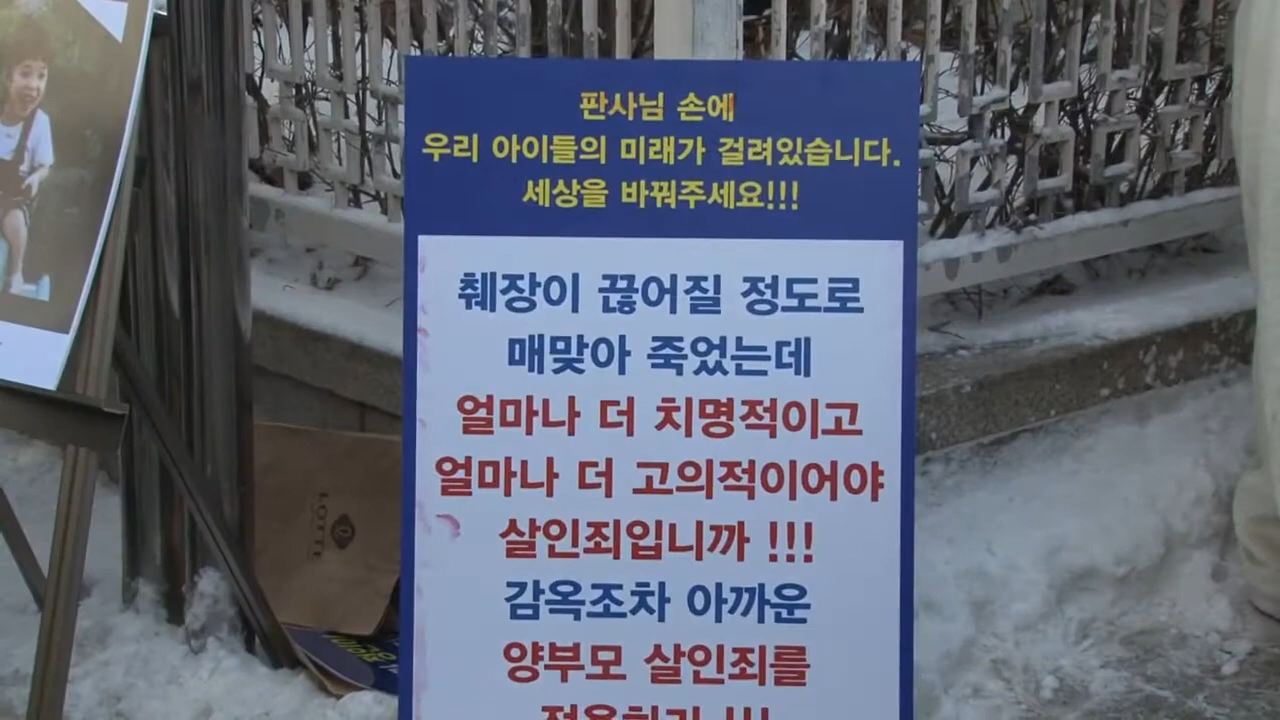 판사님 손에
우리 아이들의 미래가 걸려있습니다.
세상을 바꿔주세요!!!
췌장이 끊어질 정도로
매맞아 죽었는데
얼마나 더 치명적이고
얼마나 더 고의적이어야
살인죄입니까 !!!
감옥조차 아까운
양부모 살인죄를
LOTTE